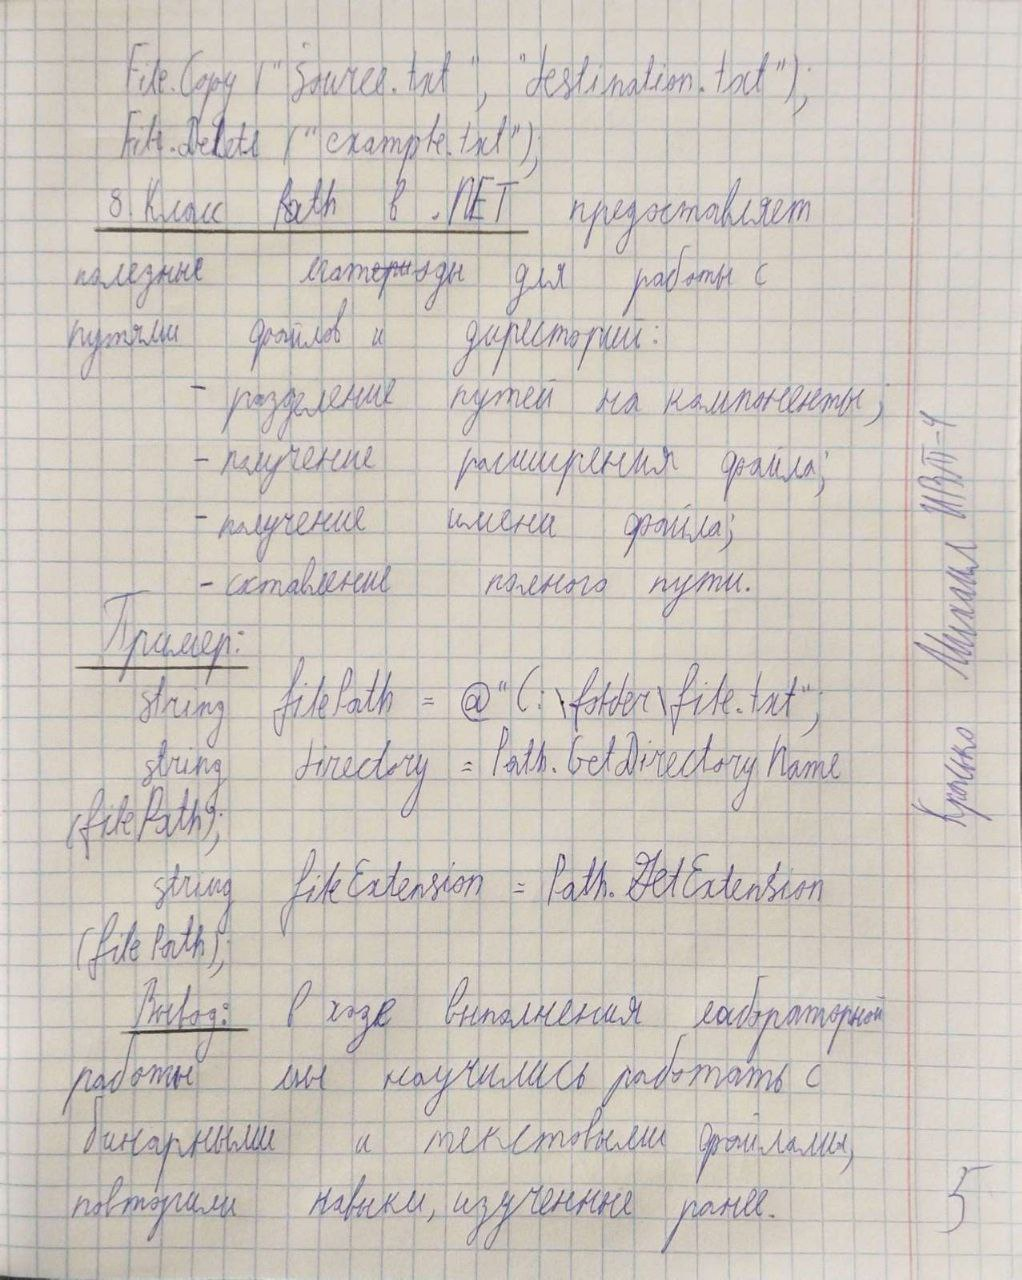 File.Copy ("source.txt", "destination.txt");
File.Delete ("example.txt");
8. Класс Path в .NET предоставляет
полезные методы для работы с
путями файлов и директорий:
- разделение путей на компоненты;
- получение расширения файла;
- получение имени файла;
- составление полного пути.
Пример:
string filePath = @"C:\folder\file.txt";
string directory = Path.GetDirectoryName
(filePath);
string fileExtension = Path.GetExtension
(filePath);
Вывод: в ходе выполнения лабораторной
работы мы научились работать с
бинарными и текстовыми файлами,
повторили навыки, изученные ранее.
Михаил
5